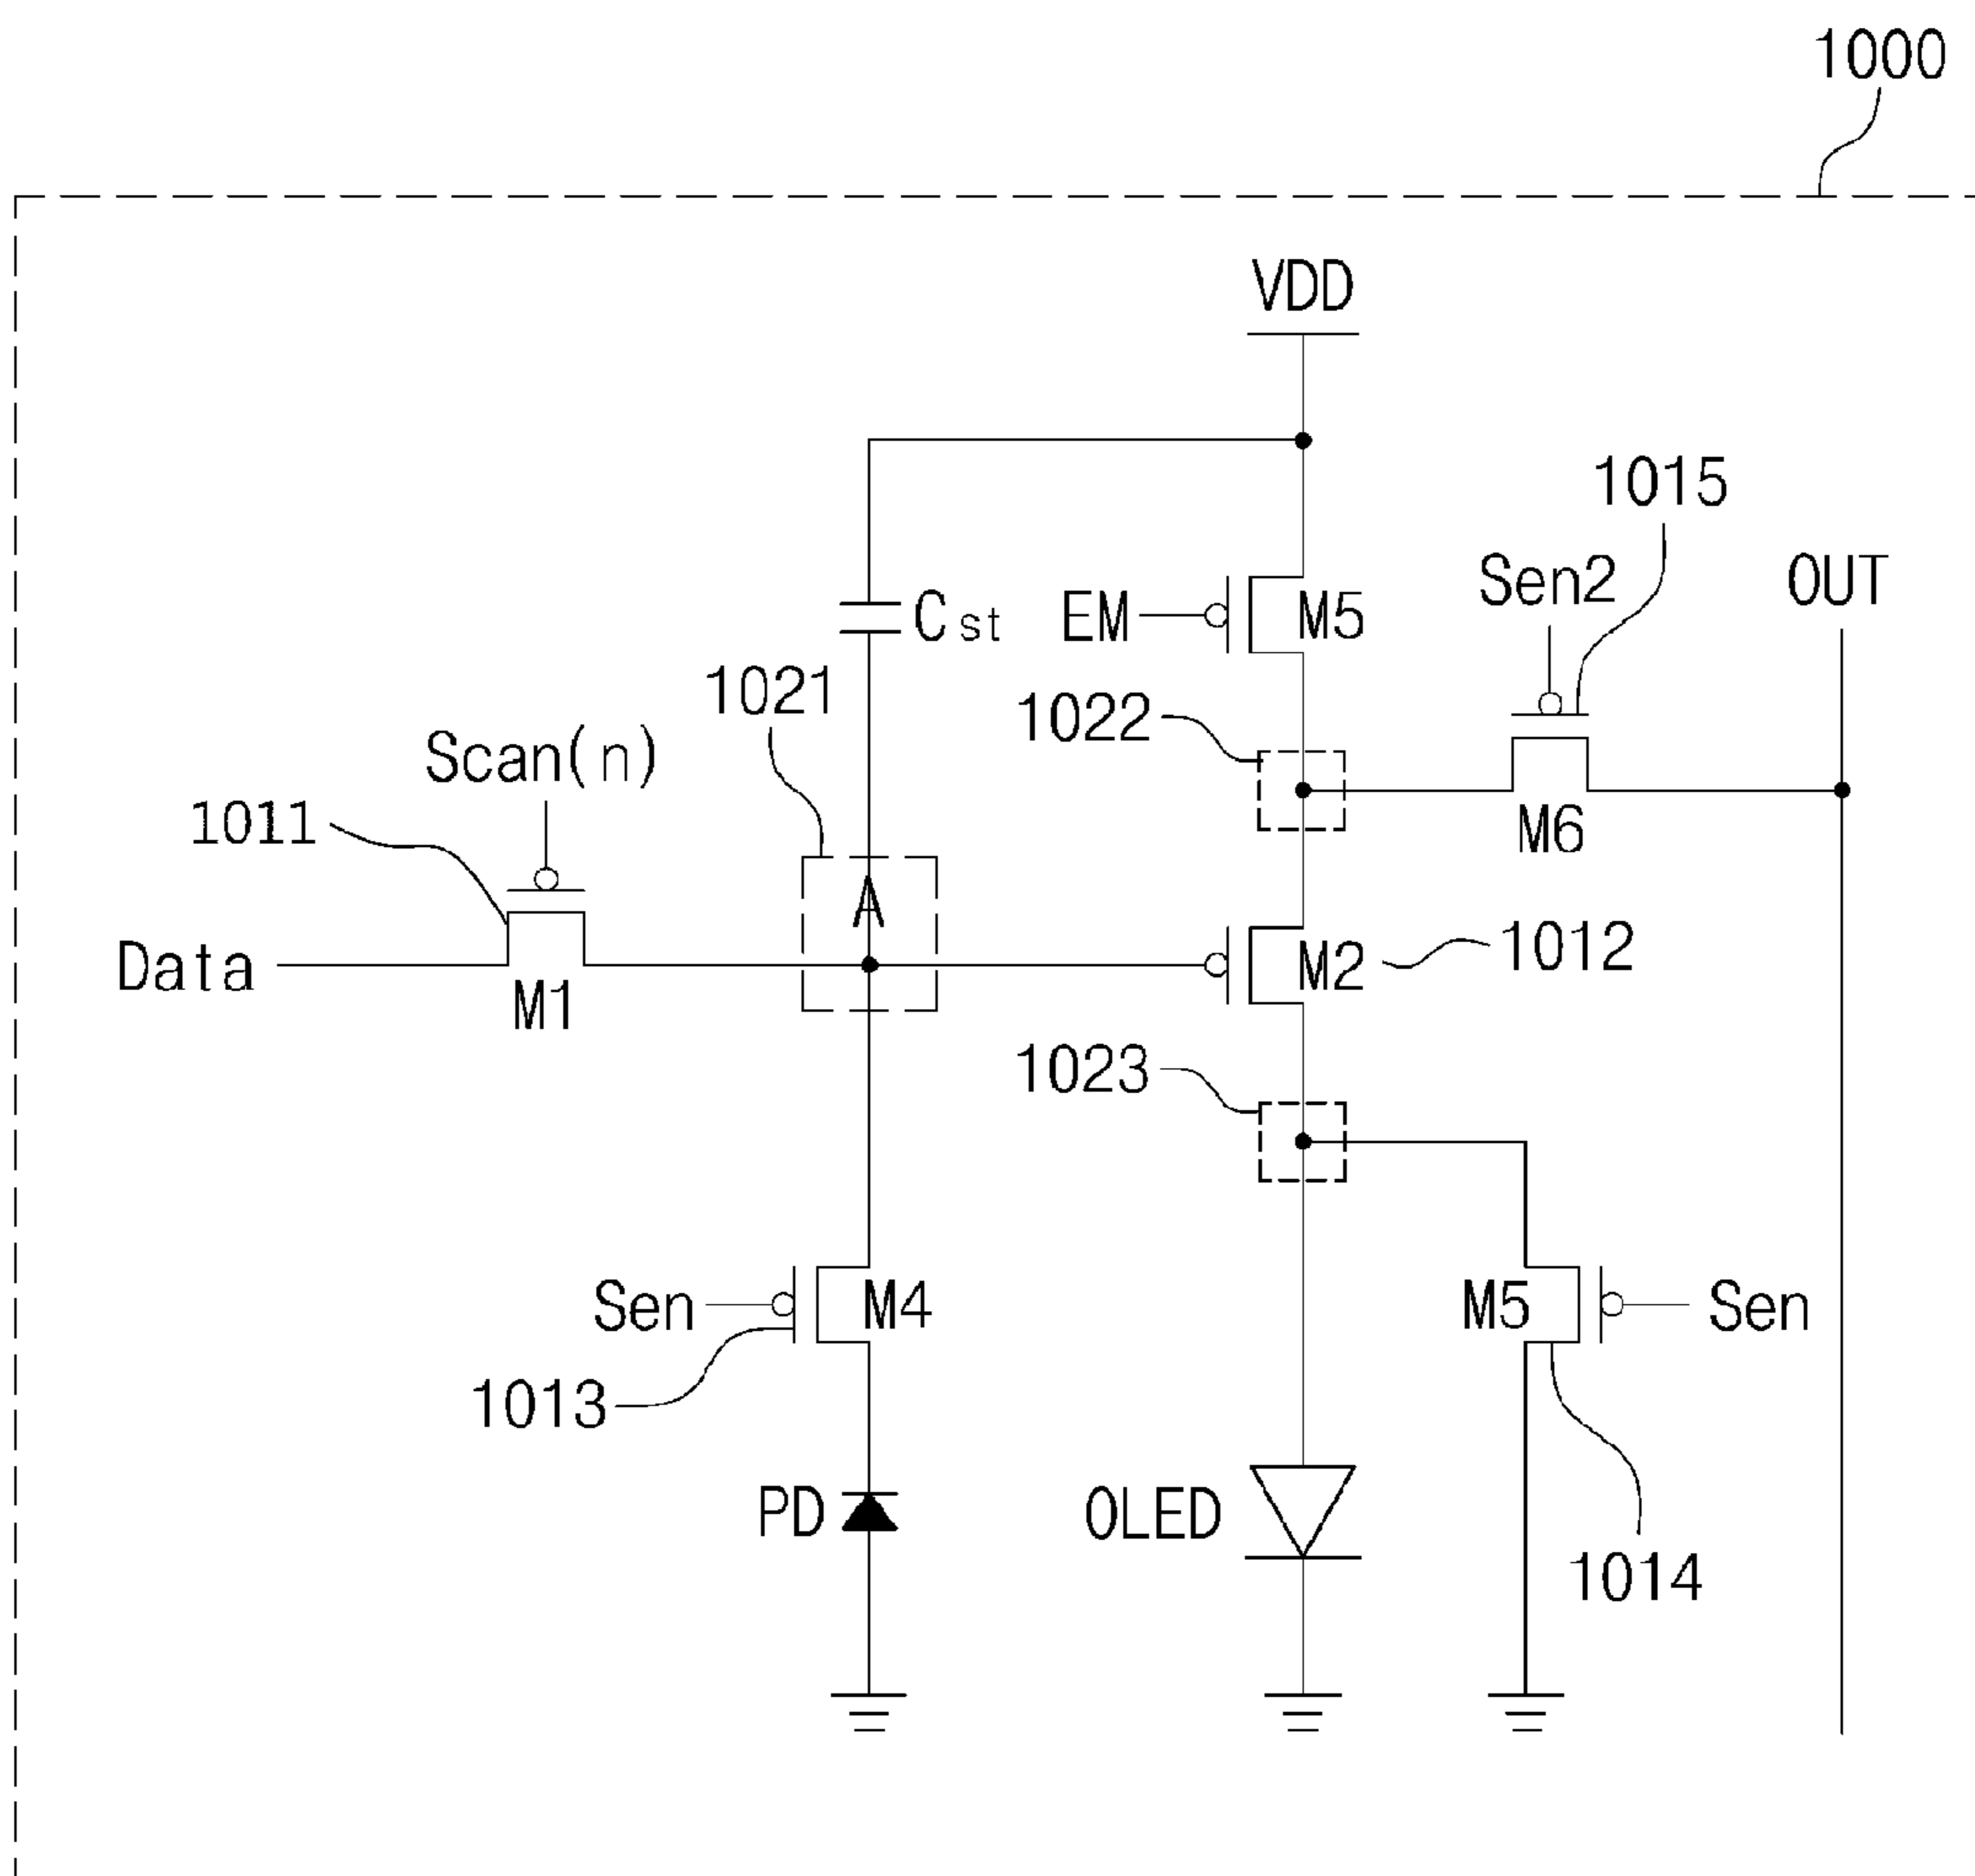 1000
VDD
1015
Sen2
OUT
EM
M5
Cst
1021
1022
Scan(n)
1011
M6
A
Data
M1
M2
1012
1023
Sen
M4
M5
Sen
1013
PD
OLED
1014